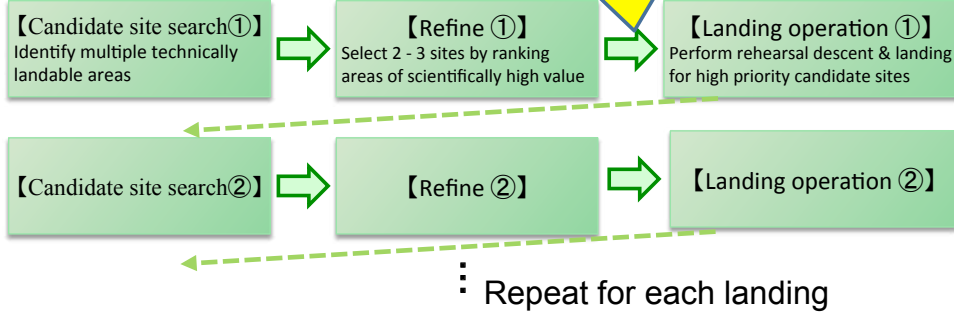 【Candidate site search①】
Identify multiple technically
landable areas
【Refine ①】
Select 2 - 3 sites by ranking
areas of scientifically high value
【Landing operation ①】
Perform rehearsal descent & landing
for high priority candidate sites
【Candidate site search②】
【Refine ②】
【Landing operation ②】
⋮ Repeat for each landing